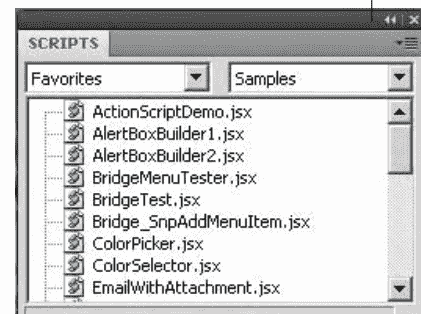 SCRIPTS
Favorites Samples
ActionScriptDemo.jsx
AlertBoxBuilder1.jsx
AlertBoxBuilder2.jsx
BridgeMenuTester.jsx
BridgeTest.jsx
Bridge_SnpAddMenuItem.jsx
ColorPicker.jsx
ColorSelector.jsx
EmailWithAttachment.jsx